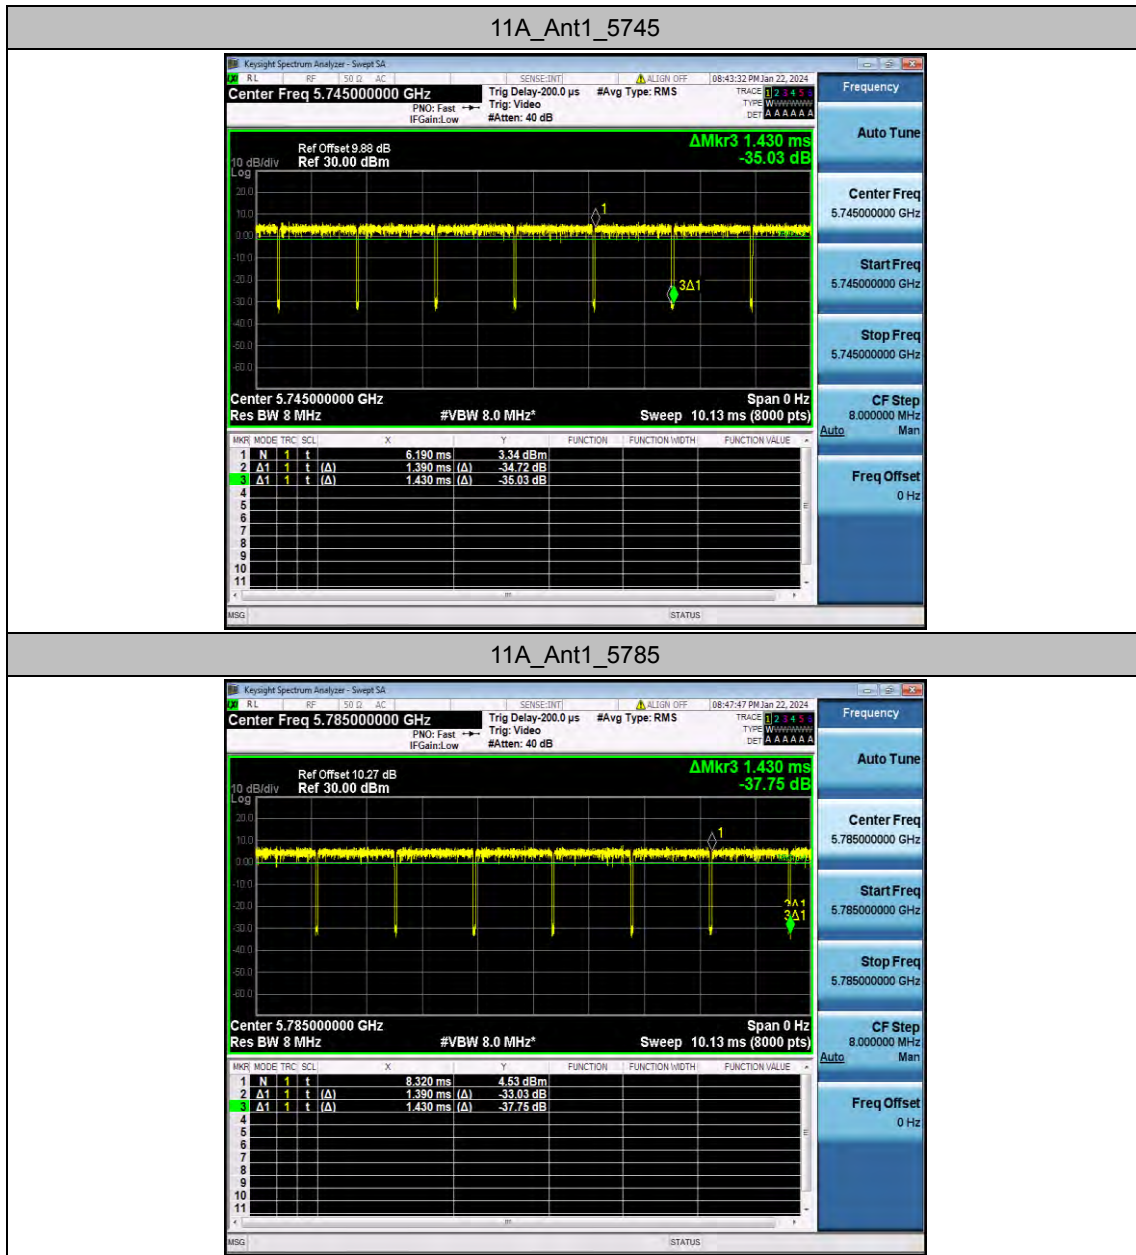 11A_Ant1_5745
Keysight Spectrum Analyzer - Swept SA
RL RF 50 Ω AC SENSE:INT ALIGN OFF 08:43:32 PM Jan 22, 2024
Center Freq 5.745000000 GHz Trig Delay-200.0 µs #Avg Type: RMS TRACE 1 2 3 4 5 6
PNO: Fast Trig: Video TYPE W
IFGain:Low #Atten: 40 dB DET A A A A A A
Frequency
Auto Tune
Center Freq
5.745000000 GHz
Start Freq
5.745000000 GHz
Stop Freq
5.745000000 GHz
CF Step
8.000000 MHz
Auto Man
Freq Offset
0 Hz
ΔMkr3 1.430 ms
-35.03 dB
Ref Offset 9.88 dB
10 dB/div Ref 30.00 dBm
Log
20.0
10.0
0.00
-10.0
-20.0
-30.0
-40.0
-50.0
-60.0
1
3Δ1
Center 5.745000000 GHz Span 0 Hz
Res BW 8 MHz #VBW 8.0 MHz* Sweep 10.13 ms (8000 pts)
MKR MODE TRC SCL X Y FUNCTION FUNCTION WIDTH FUNCTION VALUE
1 N 1 t 6.190 ms 3.34 dBm
2 Δ1 1 t (Δ) 1.390 ms (Δ) -34.72 dB
3 Δ1 1 t (Δ) 1.430 ms (Δ) -35.03 dB
4
5
6
7
8
9
10
11
MSG STATUS
11A_Ant1_5785
Keysight Spectrum Analyzer - Swept SA
RL RF 50 Ω AC SENSE:INT ALIGN OFF 08:47:47 PM Jan 22, 2024
Center Freq 5.785000000 GHz Trig Delay-200.0 µs #Avg Type: RMS TRACE 1 2 3 4 5 6
PNO: Fast Trig: Video TYPE W
IFGain:Low #Atten: 40 dB DET A A A A A A
Frequency
Auto Tune
Center Freq
5.785000000 GHz
Start Freq
5.785000000 GHz
Stop Freq
5.785000000 GHz
CF Step
8.000000 MHz
Auto Man
Freq Offset
0 Hz
ΔMkr3 1.430 ms
-37.75 dB
Ref Offset 10.27 dB
10 dB/div Ref 30.00 dBm
Log
20.0
10.0
0.00
-10.0
-20.0
-30.0
-40.0
-50.0
-60.0
1
2Δ1
3Δ1
Center 5.785000000 GHz Span 0 Hz
Res BW 8 MHz #VBW 8.0 MHz* Sweep 10.13 ms (8000 pts)
MKR MODE TRC SCL X Y FUNCTION FUNCTION WIDTH FUNCTION VALUE
1 N 1 t 8.320 ms 4.53 dBm
2 Δ1 1 t (Δ) 1.390 ms (Δ) -33.03 dB
3 Δ1 1 t (Δ) 1.430 ms (Δ) -37.75 dB
4
5
6
7
8
9
10
11
MSG STATUS